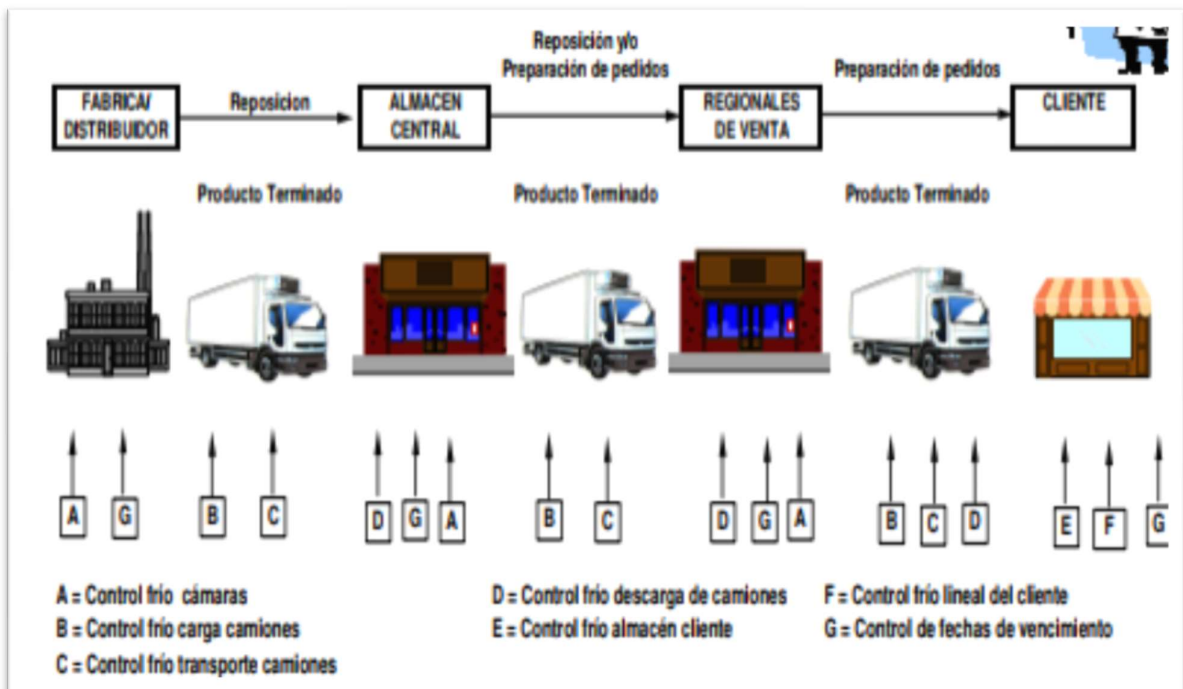 Reposición y/o
Preparación de pedidos
Preparación de pedidos
FABRICA/
DISTRIBUIDOR
Reposicion
ALMACEN
CENTRAL
REGIONALES
DE VENTA
CLIENTE
Producto Terminado
Producto Terminado
Producto Terminado
A G B C D G A B C D G A B C D E F G
A = Control frío cámaras
B = Control frío carga camiones
C = Control frío transporte camiones
D = Control frío descarga de camiones
E = Control frío almacén cliente
F = Control frío lineal del cliente
G = Control de fechas de vencimiento